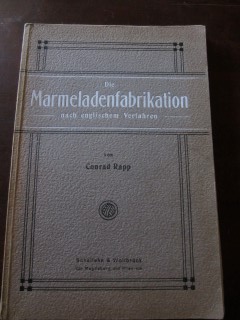 Die
Marmeladenfabrikation
nach englischem Verfahren
von
Conrad Rapp